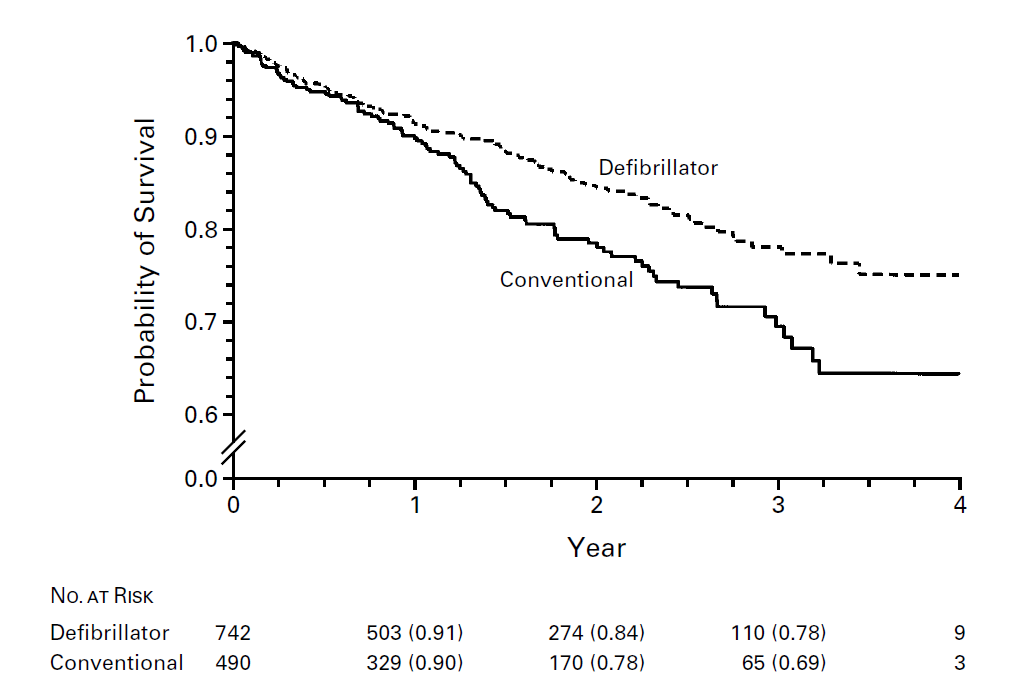 Probability of Survival
1.0
0.9
0.8
0.7
0.6
0.0
Defibrillator
Conventional
0 1 2 3 4
Year
No. at Risk
Defibrillator 742 503 (0.91) 274 (0.84) 110 (0.78) 9
Conventional 490 329 (0.90) 170 (0.78) 65 (0.69) 3